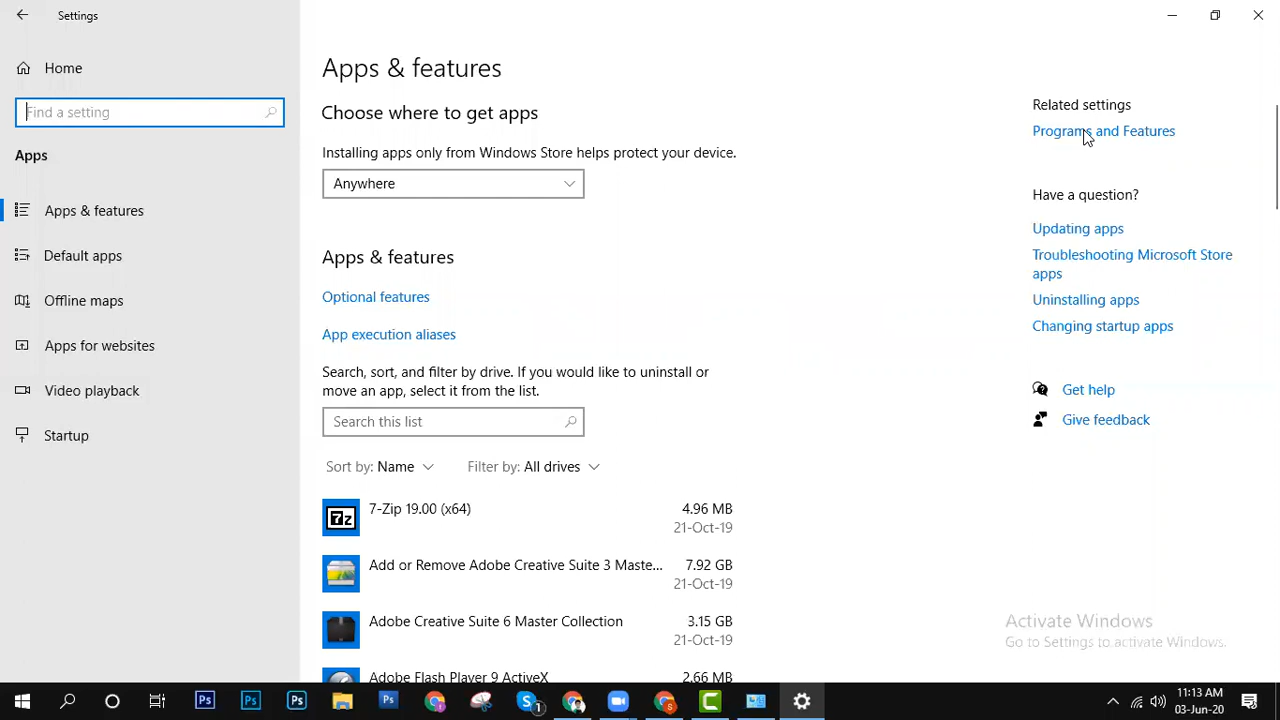 Settings
Home
Find a setting
Apps
Apps & features
Default apps
Offline maps
Apps for websites
Video playback
Startup
Apps & features
Choose where to get apps
Installing apps only from Windows Store helps protect your device.
Anywhere
Apps & features
Optional features
App execution aliases
Search, sort, and filter by drive. If you would like to uninstall or
move an app, select it from the list.
Search this list
Sort by: Name
Filter by: All drives
7-Zip 19.00 (x64)
4.96 MB
21-Oct-19
Add or Remove Adobe Creative Suite 3 Maste...
7.92 GB
21-Oct-19
Adobe Creative Suite 6 Master Collection
3.15 GB
21-Oct-19
Adobe Flash Player 9 ActiveX
2.66 MB
Related settings
Programs and Features
Have a question?
Updating apps
Troubleshooting Microsoft Store
apps
Uninstalling apps
Changing startup apps
Get help
Give feedback
Activate Windows
Go to Settings to activate Windows.
11:13 AM
03-Jun-20